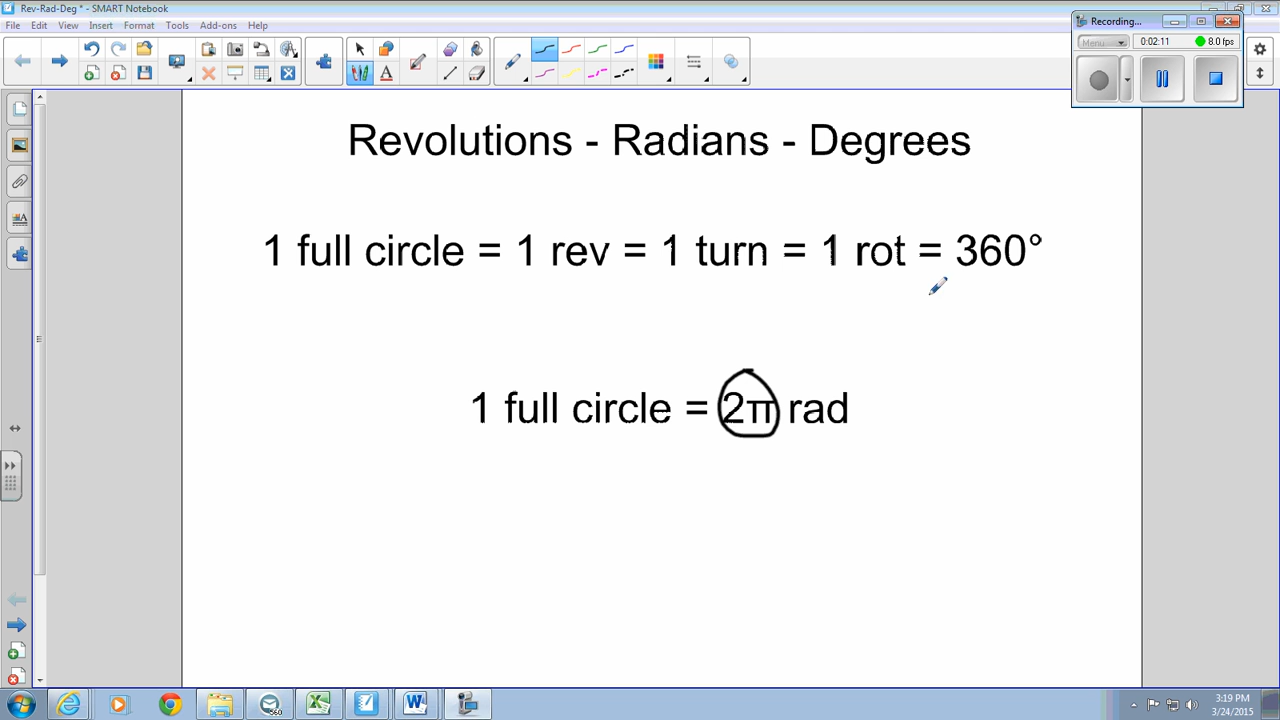 Rev-Rad-Deg * - SMART Notebook
File Edit View Insert Format Tools Add-ons Help
Recording...
Menu 0:02:11 8.0 fps
Revolutions - Radians - Degrees
1 full circle = 1 rev = 1 turn = 1 rot = 360°
1 full circle = 2π rad
360
3:19 PM
3/24/2015